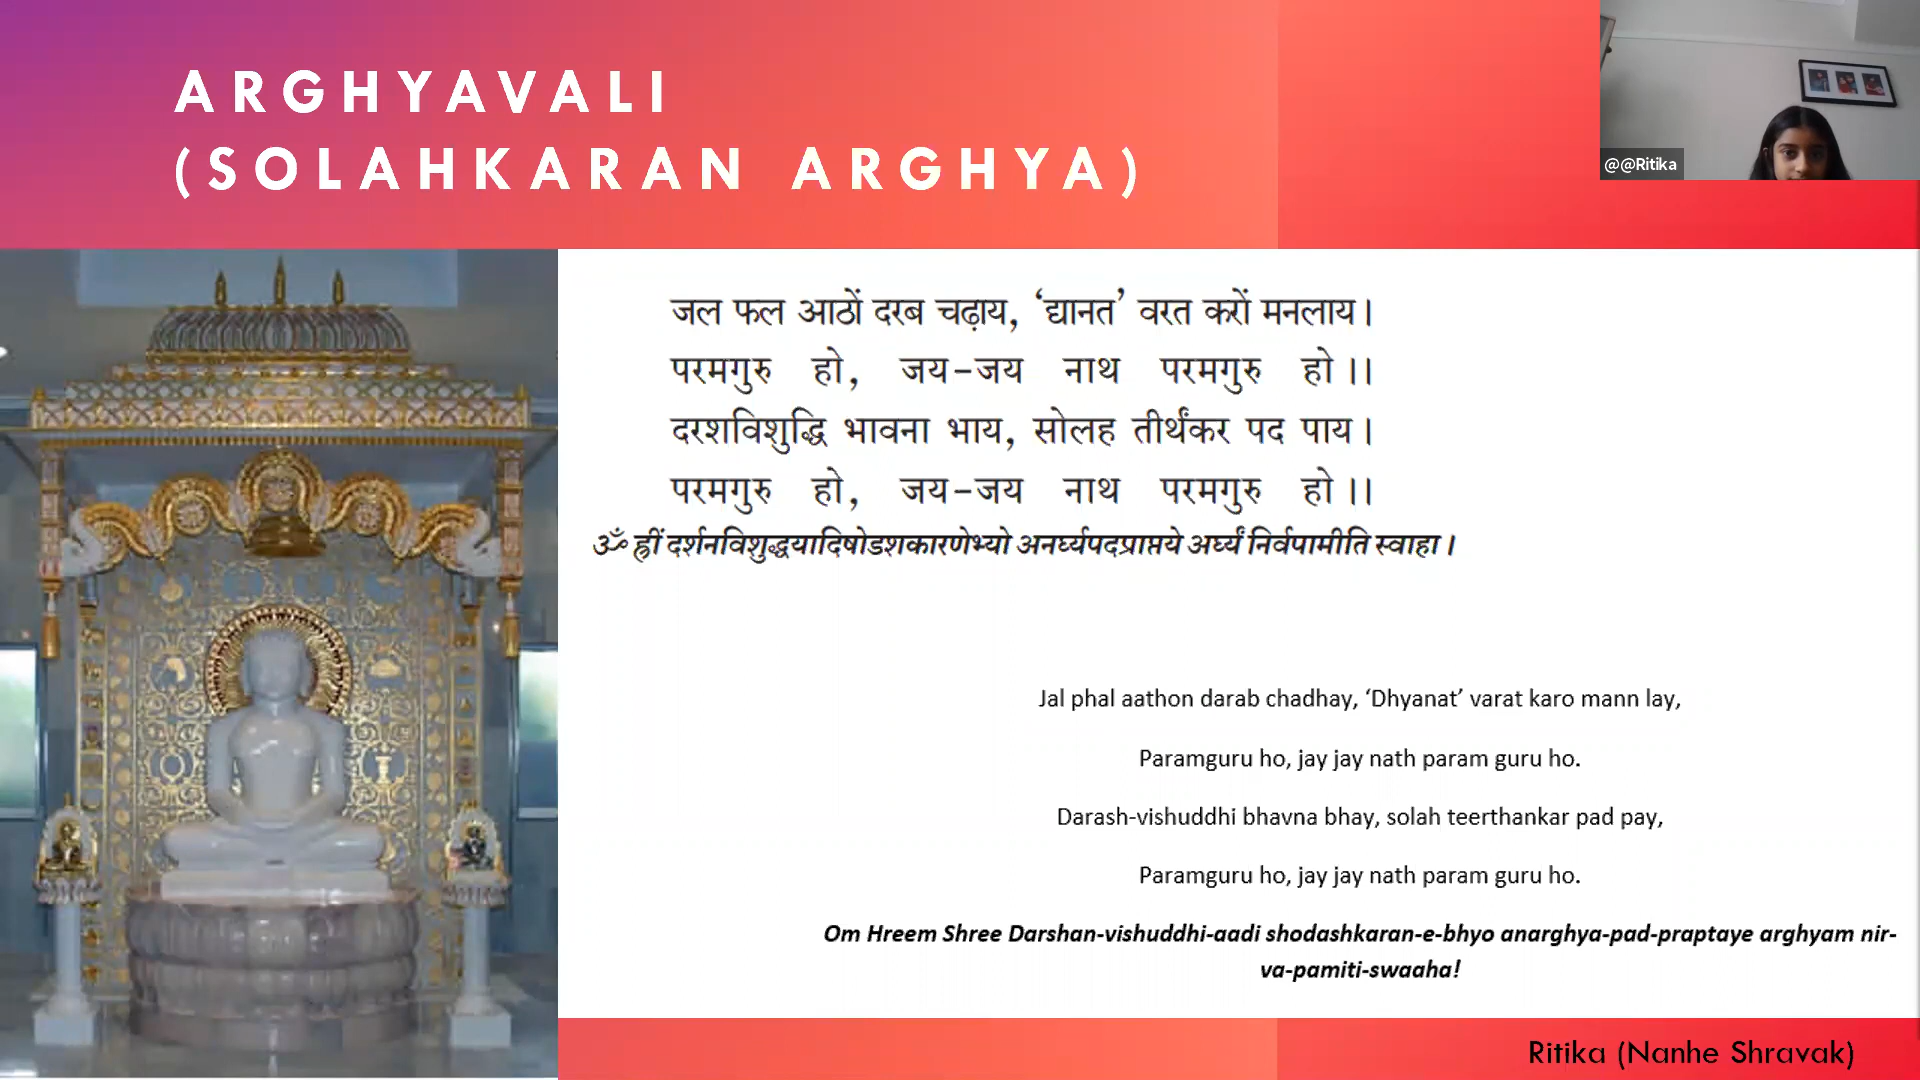 ARGHYAVALI
(SOLAHKARAN ARGHYA)
@@Ritika
जल फल आठों दरब चढ़ाय, ‘द्यानत’ वरत करों मनलाय।
परमगुरु हो, जय-जय नाथ परमगुरु हो।।
दरशविशुद्धि भावना भाय, सोलह तीर्थंकर पद पाय।
परमगुरु हो, जय-जय नाथ परमगुरु हो।।
ॐ ह्रीं दर्शनविशुद्धयादिषोडशकारणेभ्यो अनर्घ्यपदप्राप्तये अर्घ्यं निर्वपामीति स्वाहा।
Jal phal aathon darab chadhay, ‘Dhyanat’ varat karo mann lay,
Paramguru ho, jay jay nath param guru ho.
Darash-vishuddhi bhavna bhay, solah teerthankar pad pay,
Paramguru ho, jay jay nath param guru ho.
Om Hreem Shree Darshan-vishuddhi-aadi shodashkaran-e-bhyo anarghya-pad-praptaye arghyam nir-
va-pamiti-swaaha!
Ritika (Nanhe Shravak)